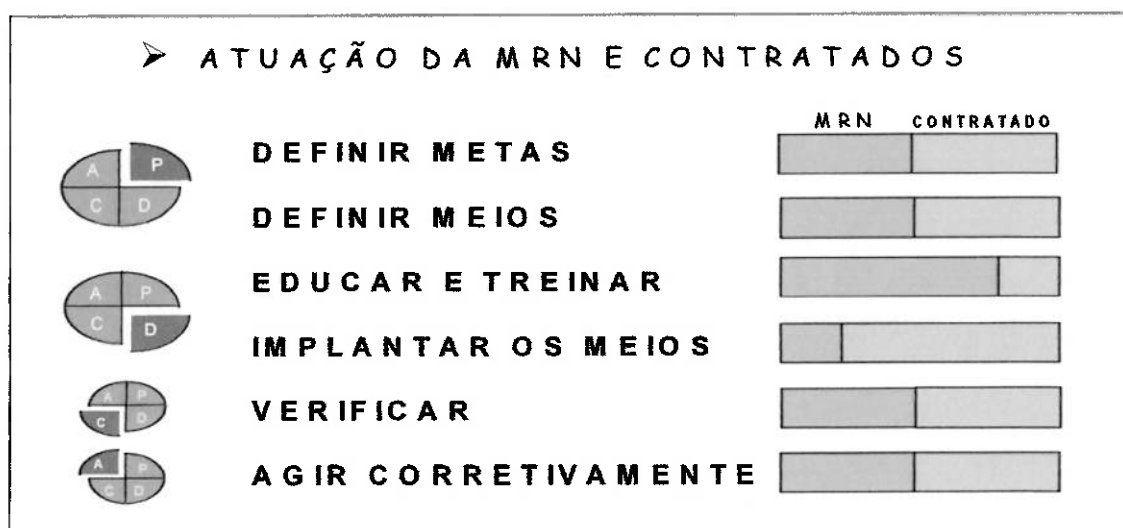 ➢ ATUAÇÃO DA MRN E CONTRATADOS
MRN CONTRATADO
A P
C D
DEFINIR METAS
DEFINIR MEIOS
A P
C D
EDUCAR E TREINAR
IMPLANTAR OS MEIOS
A P
C D
VERIFICAR
A P
C D
AGIR CORRETIVAMENTE